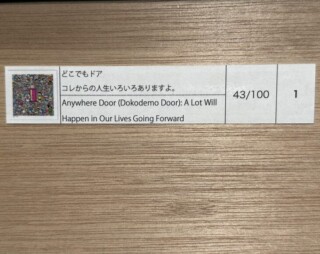 どこでもドア
コレからの人生いろいろありますよ。
Anywhere Door (Dokodemo Door): A Lot Will
Happen in Our Lives Going Forward
43/100
1